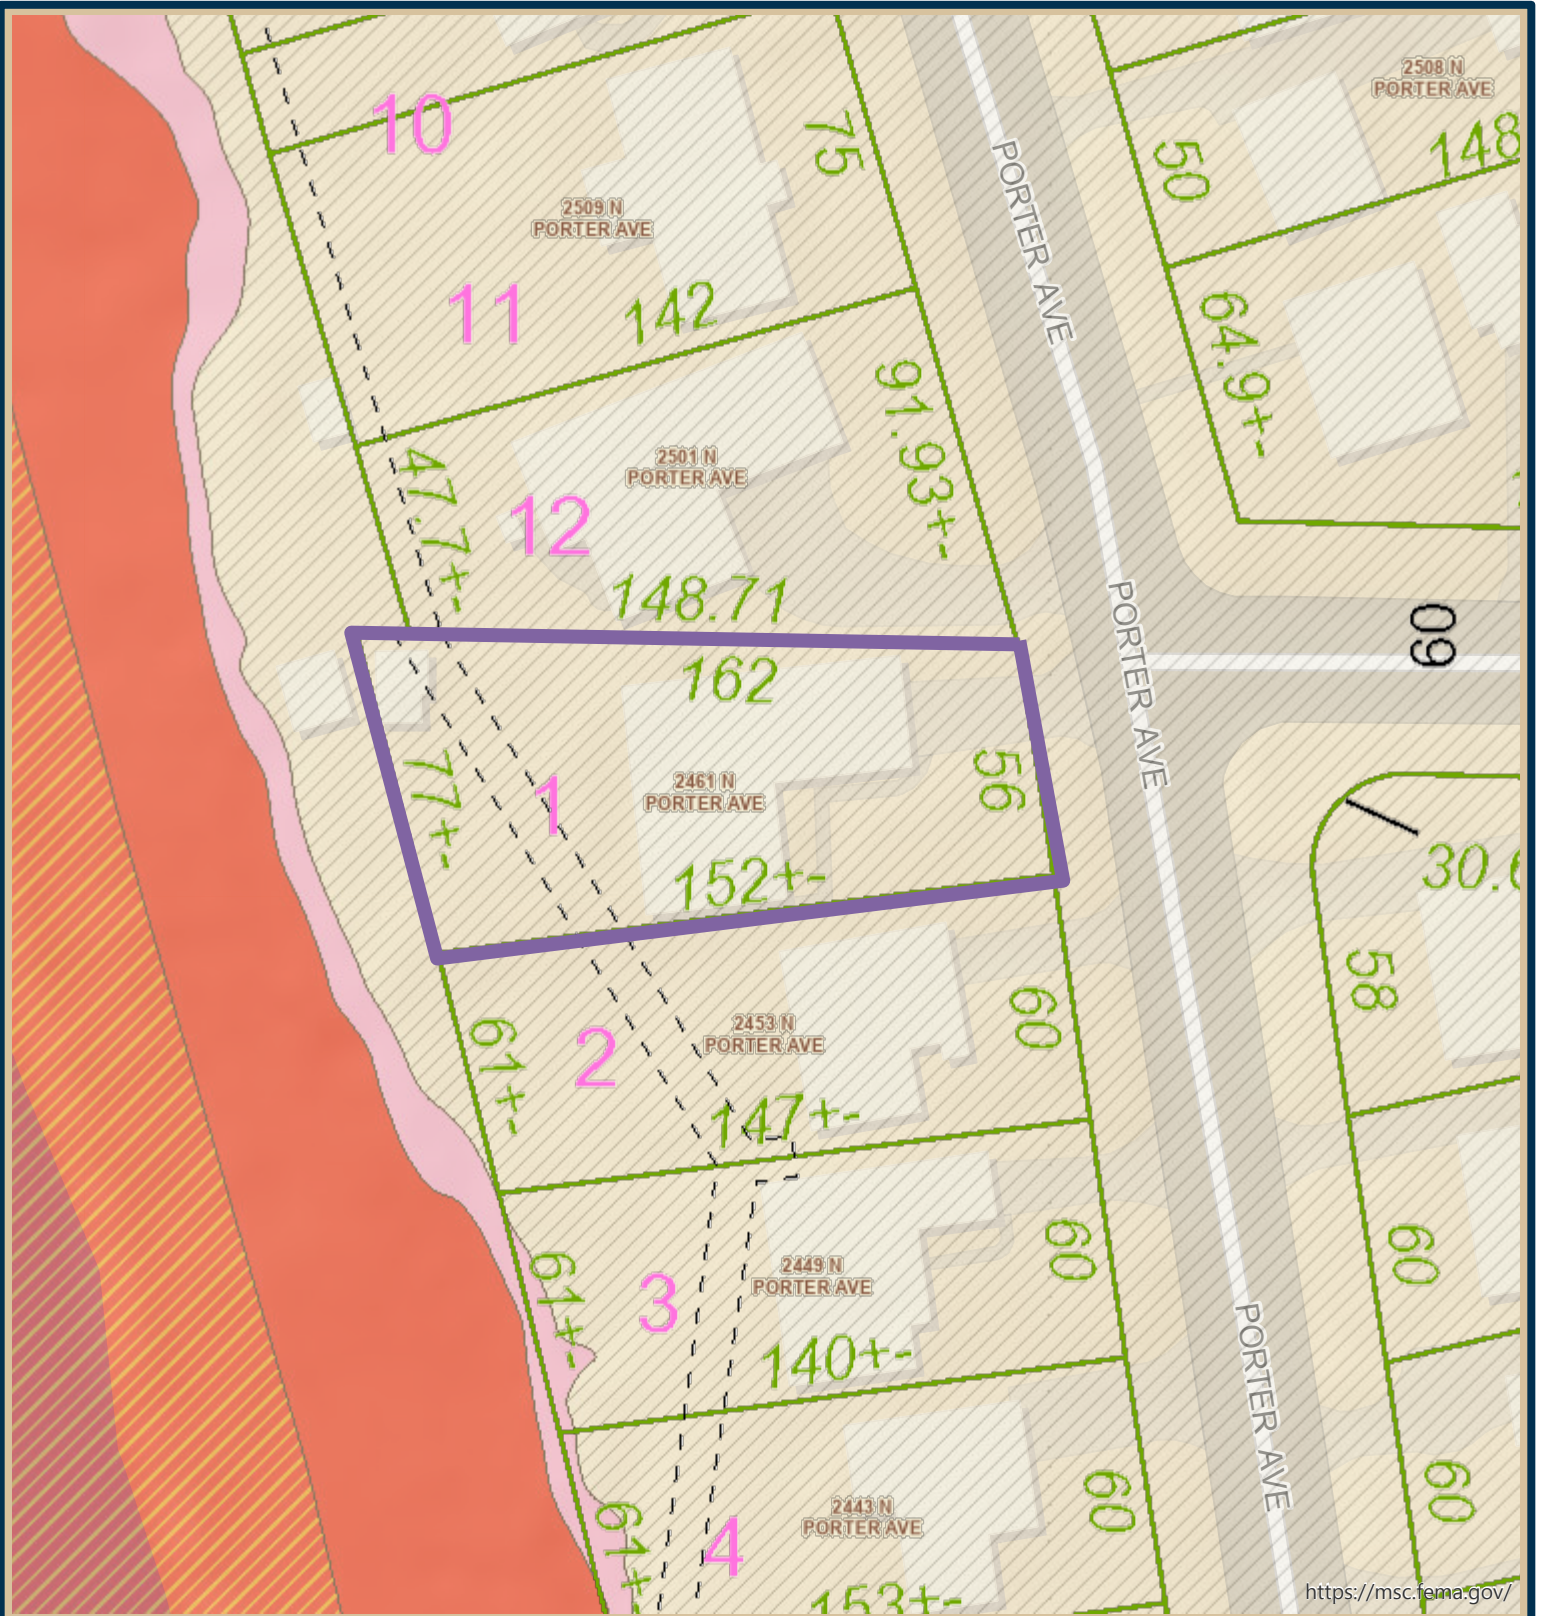 10
75
2508 N
PORTER AVE
148
50
PORTER AVE
2509 N
PORTER AVE
11
142
64.9+-
91.93+-
47.7+-
2501 N
PORTER AVE
12
148.71
PORTER AVE
60
162
77+-
1
2461 N
PORTER AVE
56
152+-
30.6
58
61+-
2
2453 N
PORTER AVE
60
147+-
61+-
3
2449 N
PORTER AVE
60
60
140+-
PORTER AVE
61+-
4
2443 N
PORTER AVE
60
60
153+-
https://msc.fema.gov/